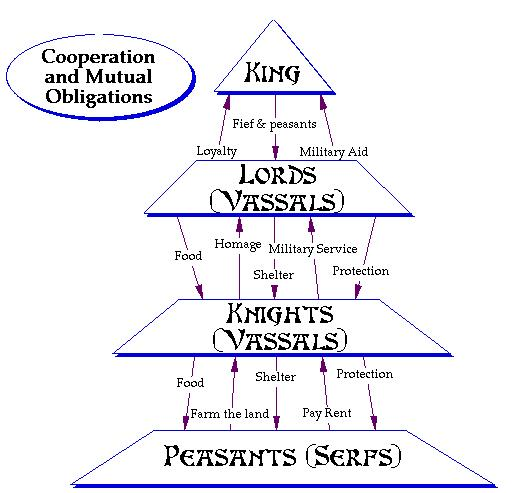 Cooperation
and Mutual
Obligations
KING
Fief & peasants
Loyalty
Military Aid
LORDS
(VASSALS)
Homage
Military Service
Food
Shelter
Protection
KNIGHTS
(VASSALS)
Food
Shelter
Protection
Farm the land
Pay Rent
PEASANTS (SERFS)